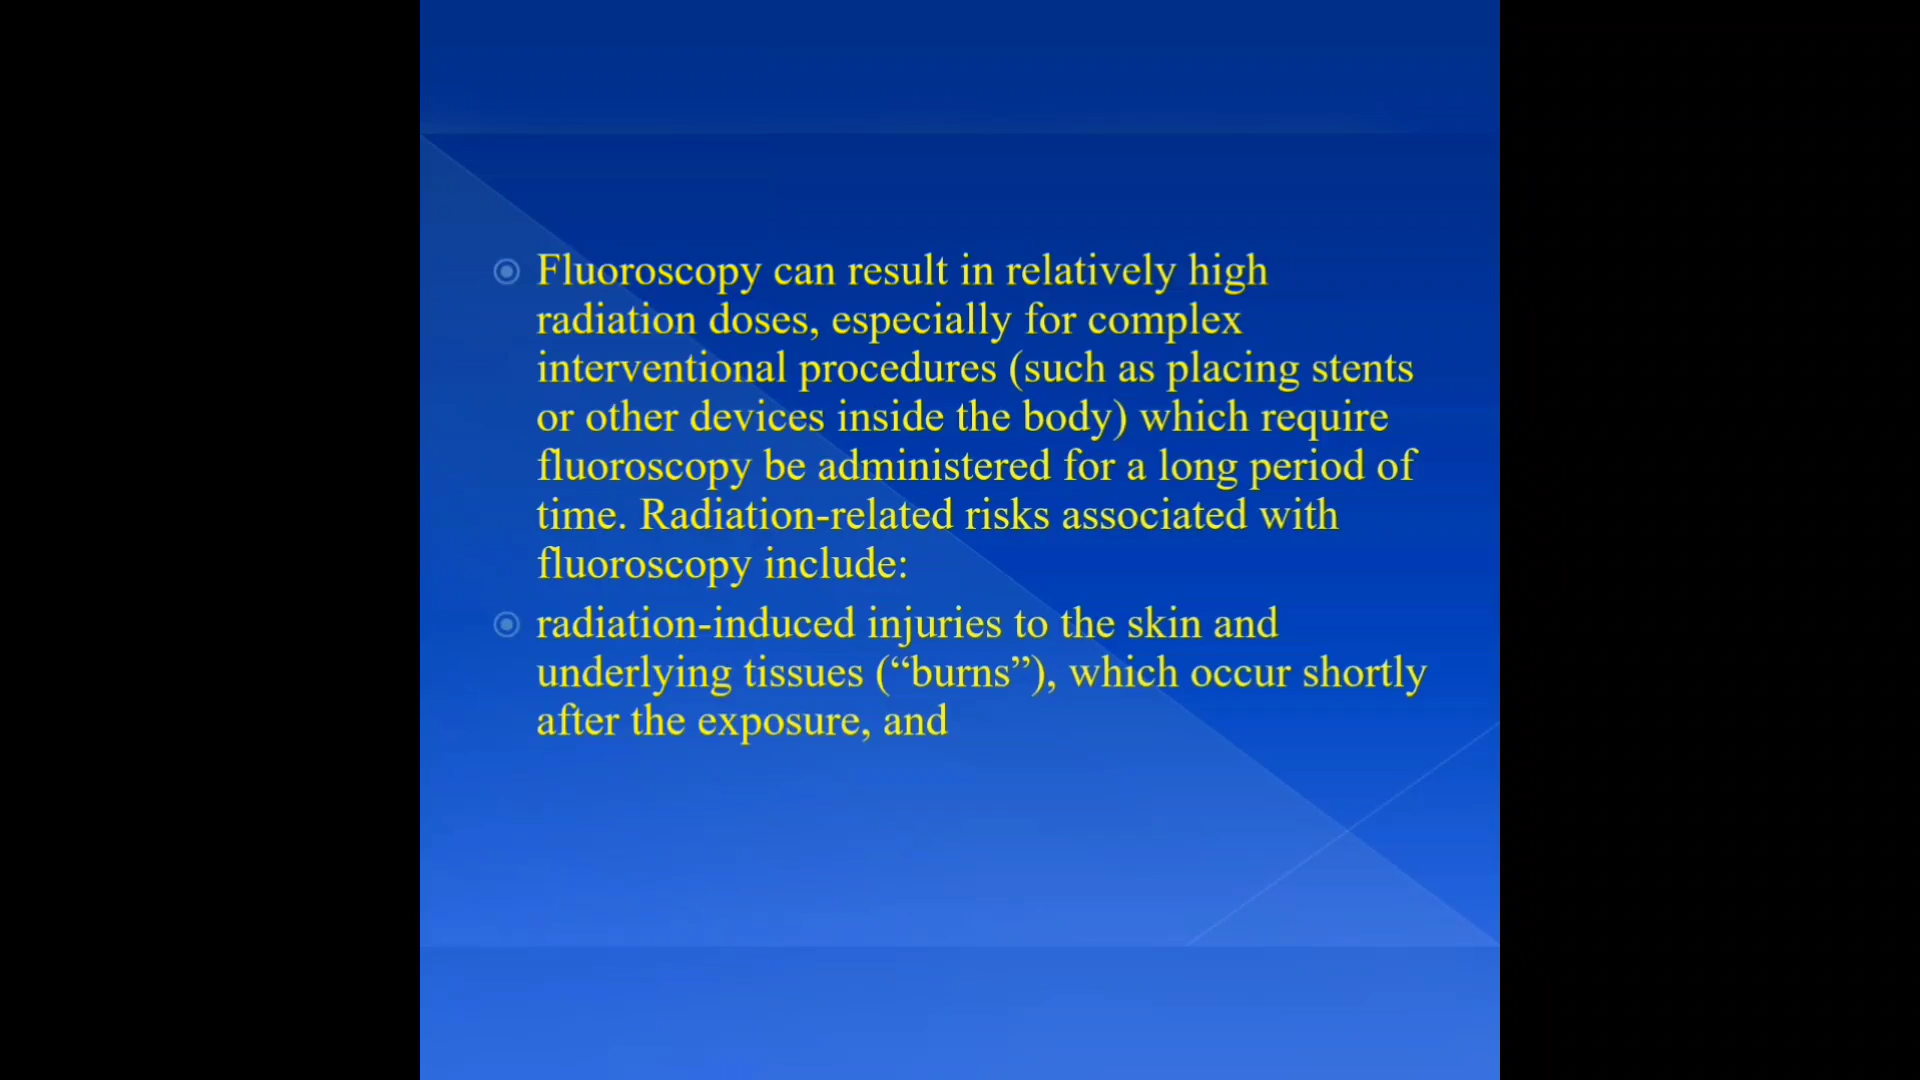 Fluoroscopy can result in relatively high
radiation doses, especially for complex
interventional procedures (such as placing stents
or other devices inside the body) which require
fluoroscopy be administered for a long period of
time. Radiation-related risks associated with
fluoroscopy include:
radiation-induced injuries to the skin and
underlying tissues (“burns”), which occur shortly
after the exposure, and